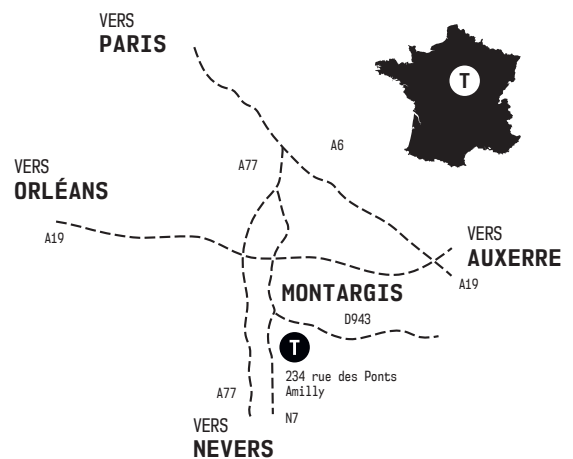 VERS
PARIS
T
A6
A77
VERS
ORLÉANS
A19
VERS
AUXERRE
A19
MONTARGIS
D943
T
234 rue des Ponts
Amilly
A77
N7
VERS
NEVERS